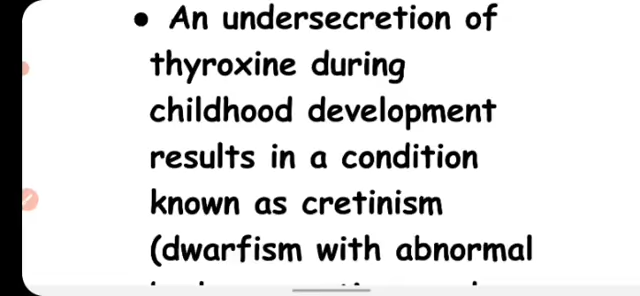 ● An undersecretion of
thyroxine during
childhood development
results in a condition
known as cretinism
(dwarfism with abnormal